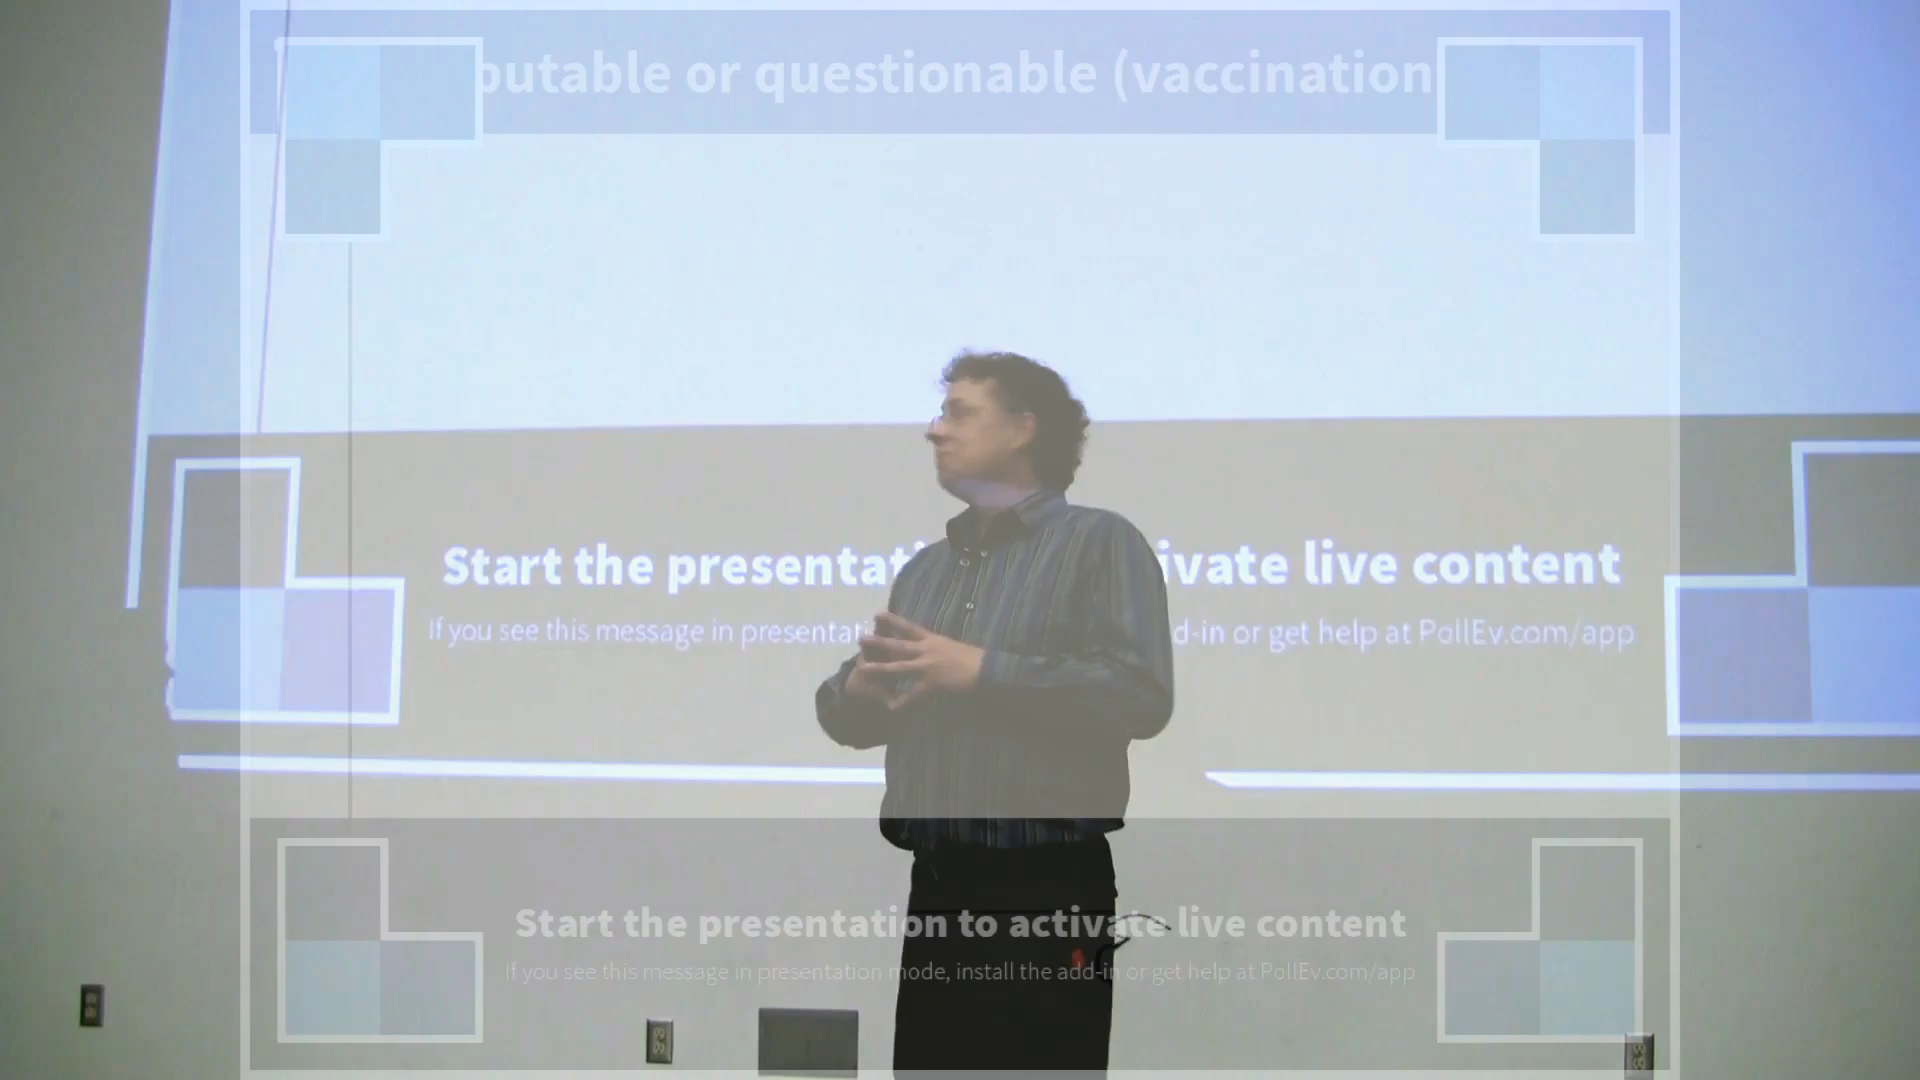 putable or questionable (vaccination
Start the presentat ivate live content
If you see this message in presentati d-in or get help at PollEv.com/app
Start the presentation to activate live content
If you see this message in presentation mode, install the add-in or get help at PollEv.com/app